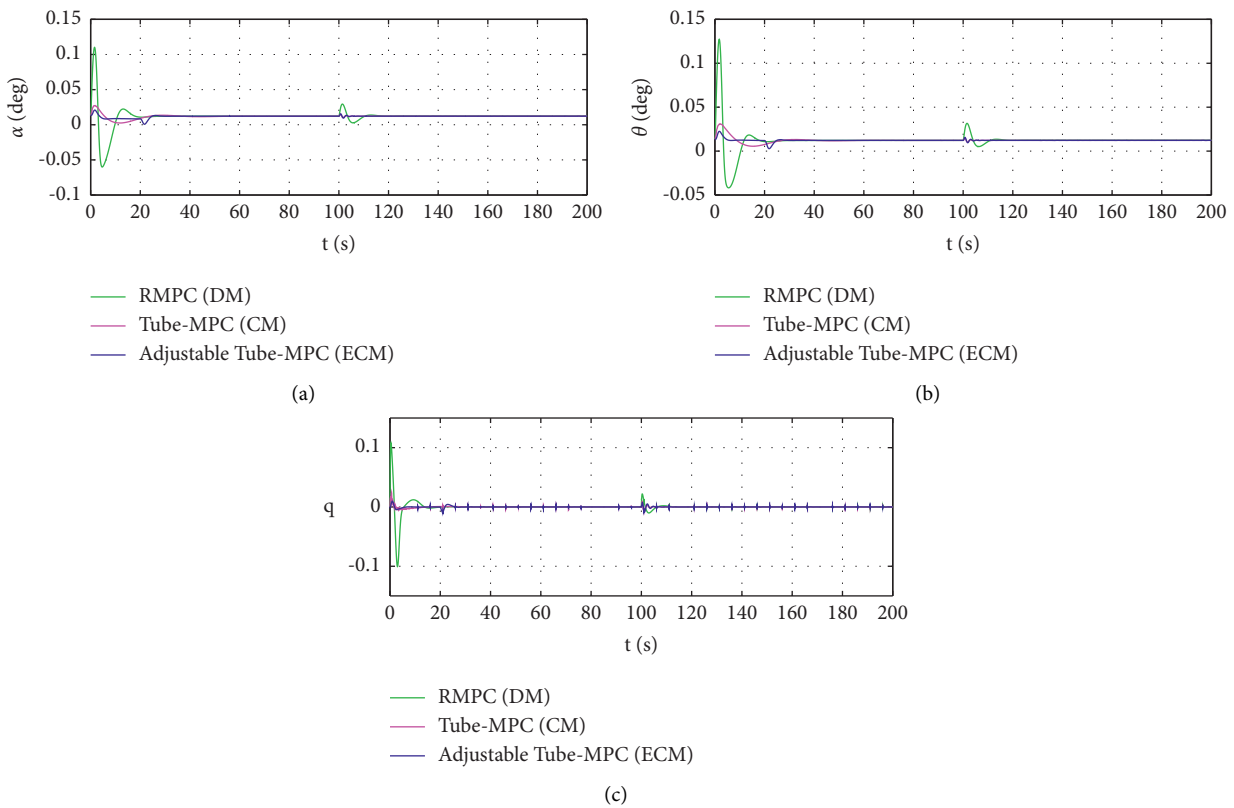 0.15
0.1
0.05
0
-0.05
-0.1
α (deg)
0 20 40 60 80 100 120 140 160 180 200
t (s)
RMPC (DM)
Tube-MPC (CM)
Adjustable Tube-MPC (ECM)
(a)
0.15
0.1
0.05
0
-0.05
θ (deg)
0 20 40 60 80 100 120 140 160 180 200
t (s)
RMPC (DM)
Tube-MPC (CM)
Adjustable Tube-MPC (ECM)
(b)
0.1
0
-0.1
q
0 20 40 60 80 100 120 140 160 180 200
t (s)
RMPC (DM)
Tube-MPC (CM)
Adjustable Tube-MPC (ECM)
(c)